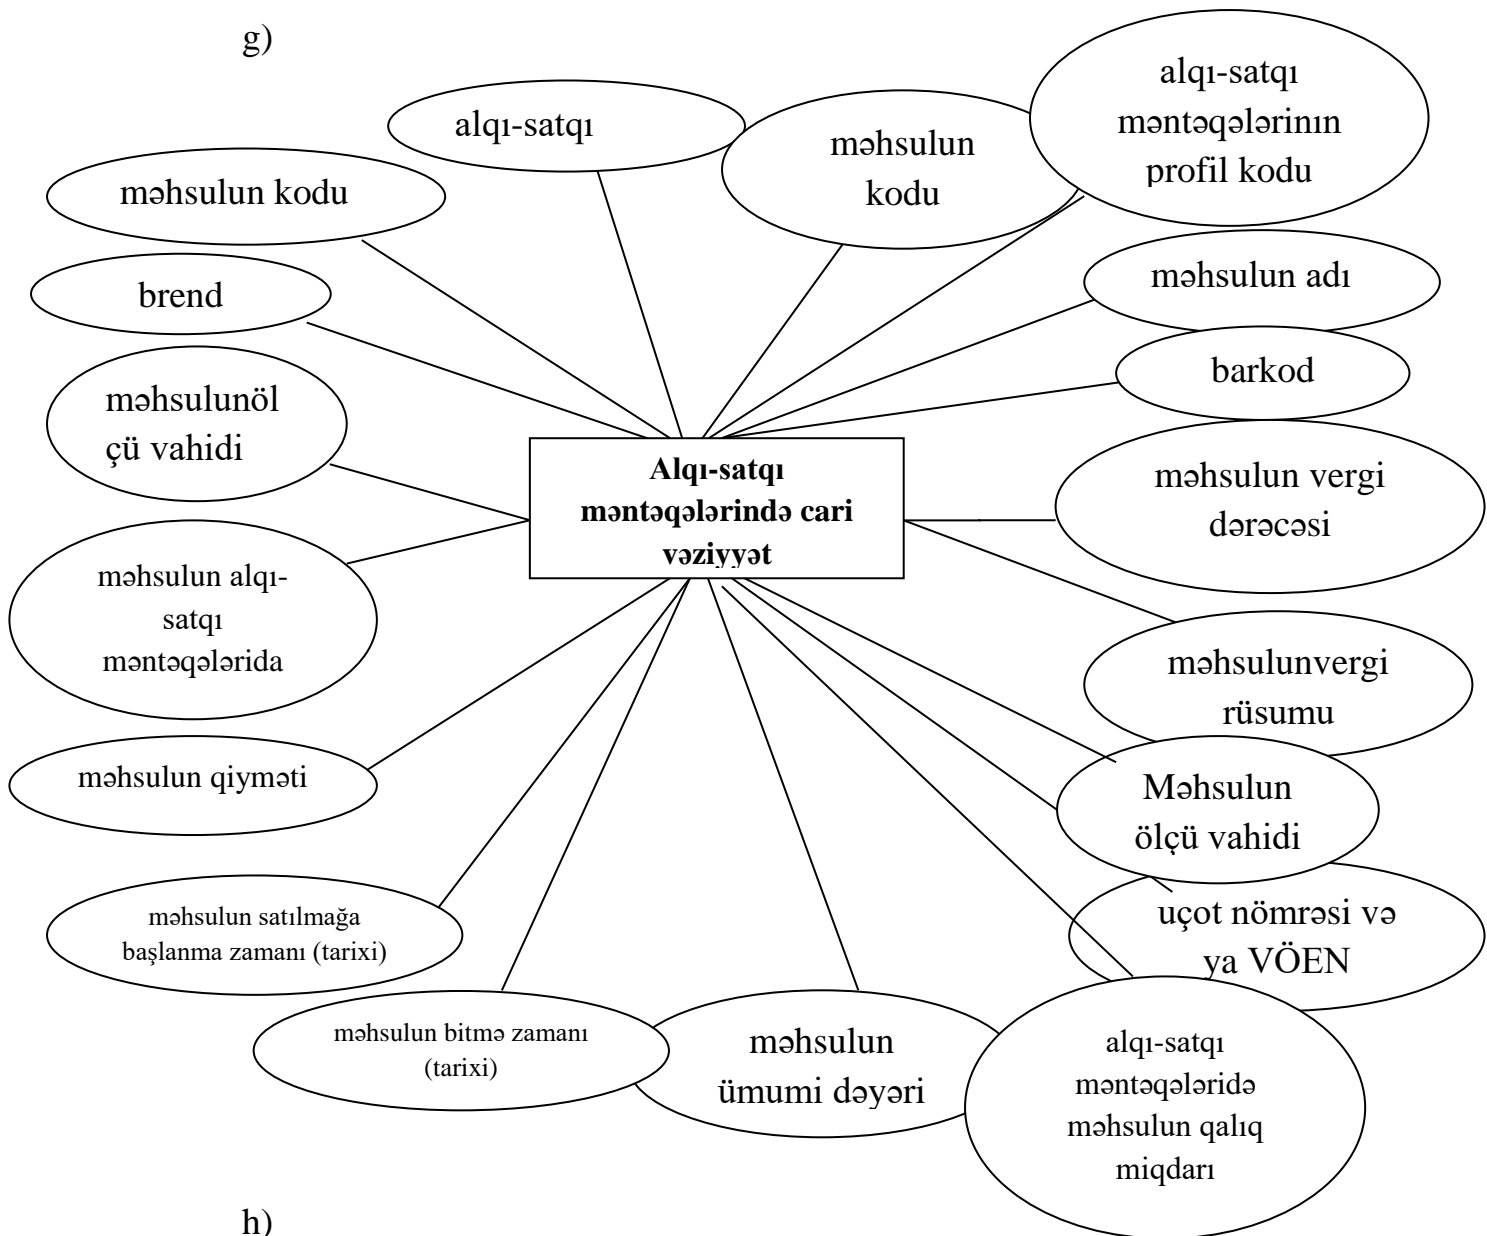 g)
alqı-satqı
məhsulun
kodu
alqı-satqı
məntəqələrinın
profil kodu
məhsulun kodu
brend
məhsulun adı
barkod
məhsulunöl
çü vahidi
Alqı-satqı
məntəqələrində cari
vəziyyət
məhsulun vergi
dərəcəsi
məhsulun alqı-
satqı
məntəqələrida
məhsulunvergi
rüsumu
məhsulun qiyməti
Məhsulun
ölçü vahidi
məhsulun satılmağa
başlanma zamanı (tarixi)
uçot nömrəsi və
ya VÖEN
məhsulun bitmə zamanı
(tarixi)
məhsulun
ümumi dəyəri
alqı-satqı
məntəqələridə
məhsulun qalıq
miqdarı
h)